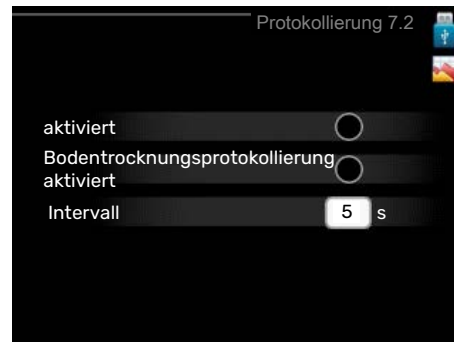 Protokollierung 7.2
aktiviert
Bodentrocknungsprotokollierung
aktiviert
Intervall 5 s